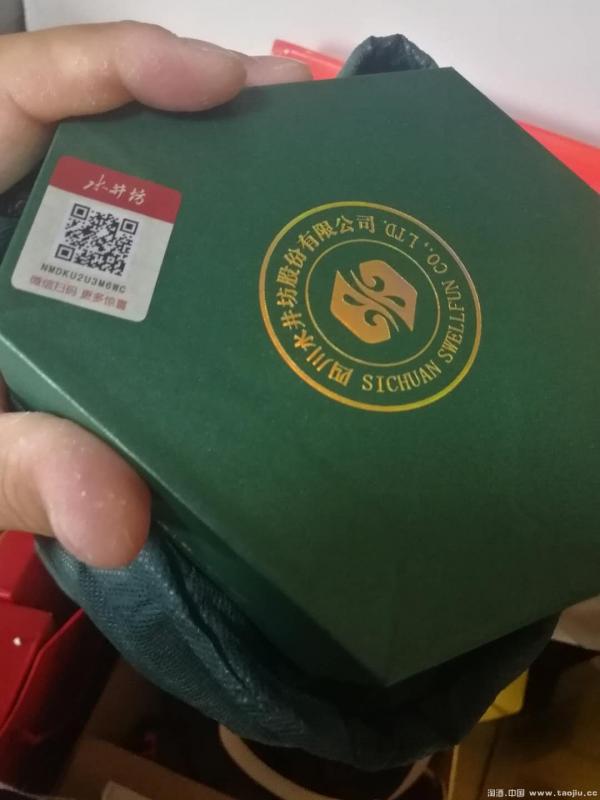 水井坊
NMDKU2U3M6WC
微信扫码 更多惊喜
四川水井坊股份有限公司
SICHUAN SWELLFUN CO.,LTD.
淘酒.中国 www.taojiu.cc